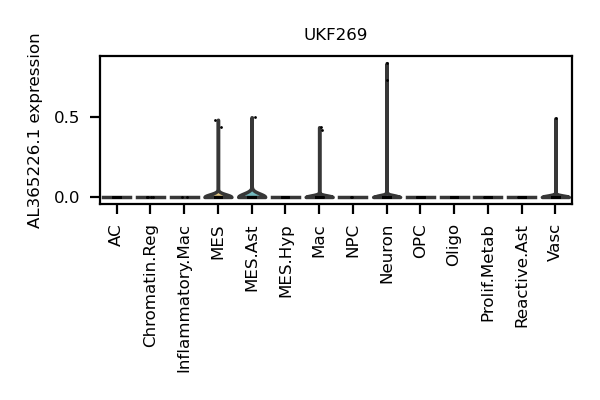 UKF269
AL365226.1 expression
0.5
0.0
AC
Chromatin.Reg
Inflammatory.Mac
MES
MES.Ast
MES.Hyp
Mac
NPC
Neuron
OPC
Oligo
Prolif.Metab
Reactive.Ast
Vasc